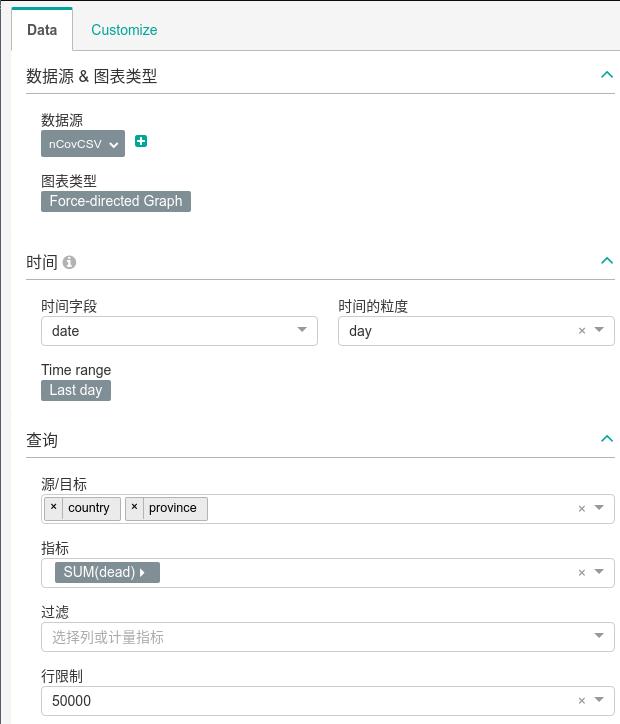 Data Customize
数据源 & 图表类型
数据源
nCovCSV
图表类型
Force-directed Graph
时间
时间字段 时间的粒度
date day
Time range
Last day
查询
源/目标
× country × province
指标
SUM(dead)
过滤
选择列或计量指标
行限制
50000